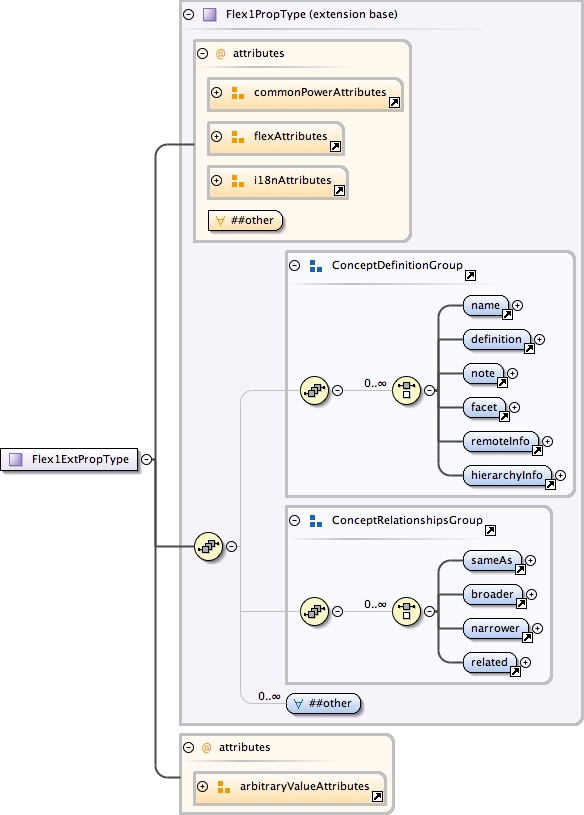 Flex1PropType (extension base)
@ attributes
commonPowerAttributes
flexAttributes
i18nAttributes
##other
ConceptDefinitionGroup
name
definition
0..∞
note
facet
remoteInfo
hierarchyInfo
Flex1ExtPropType
ConceptRelationshipsGroup
sameAs
broader
0..∞
narrower
related
0..∞
##other
@ attributes
arbitraryValueAttributes